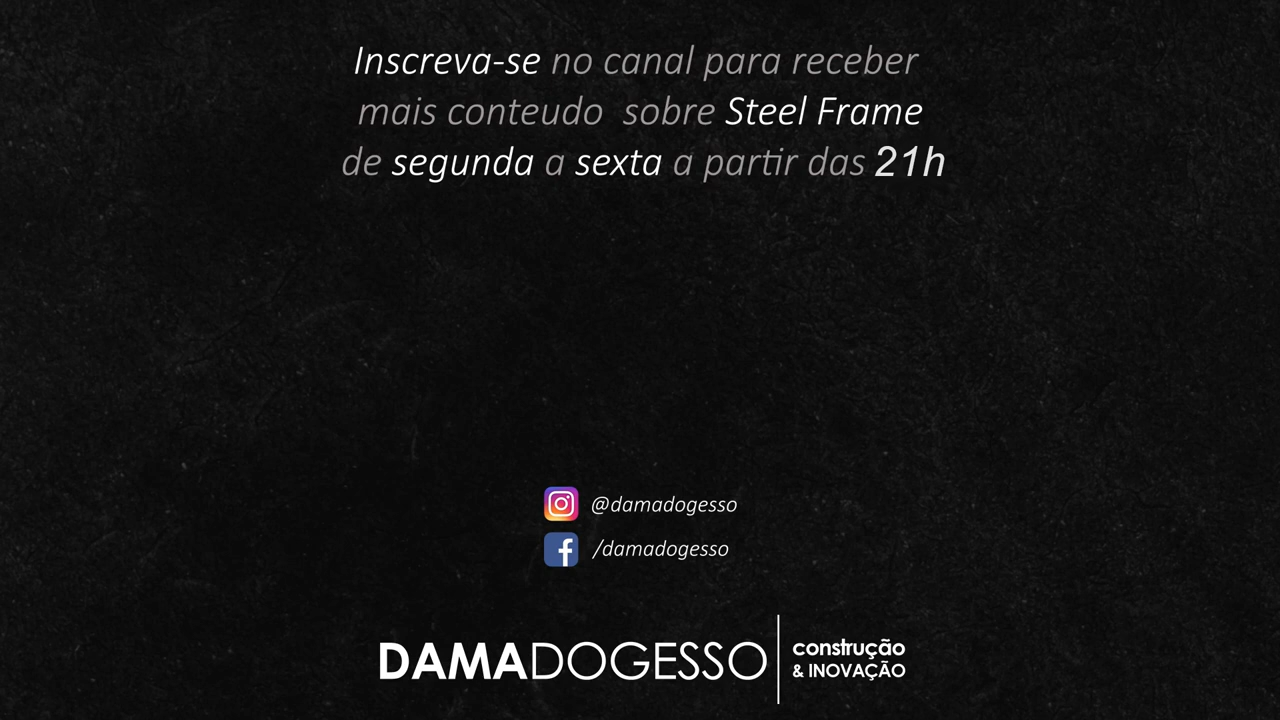 Inscreva-se no canal para receber
mais conteudo sobre Steel Frame
de segunda a sexta a partir das 21h
@damadogesso
/damadogesso
DAMADOGESSO
construção
& INOVAÇÃO